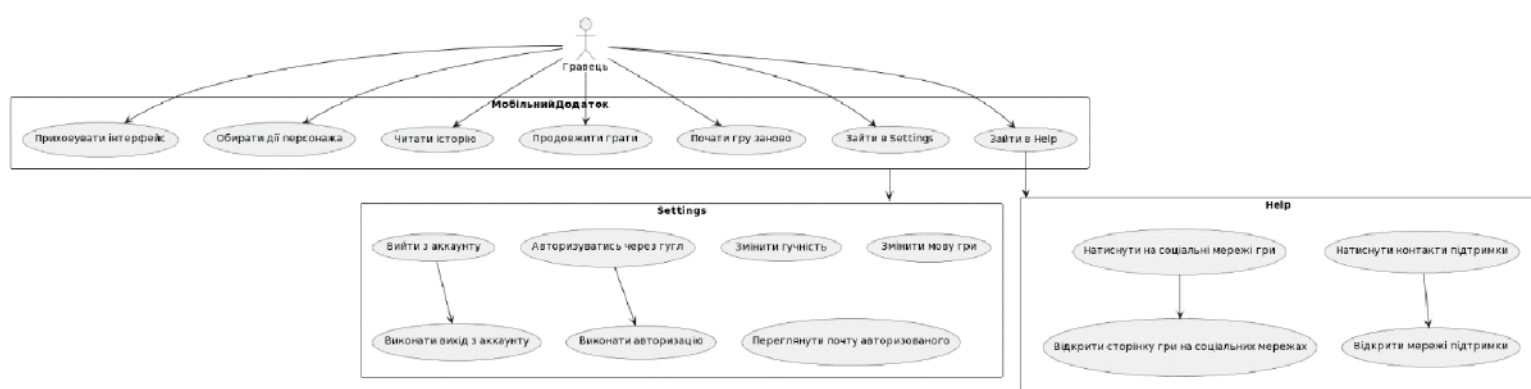 Гравець
МобільнийДодаток
Приховувати інтерфейс
Обирати дії персонажа
Читати історію
Продовжити грати
Почати гру заново
Зайти в Settings
Зайти в Help
Settings
Вийти з аккаунту
Авторизуватись через гугл
Змінити гучність
Змінити мову гри
Виконати вихід з аккаунту
Виконати авторизацію
Переглянути почту авторизованого
Help
Натиснути на соціальні мережі гри
Натиснути контакти підтримки
Відкрити сторінку гри на соціальних мережах
Відкрити мережі підтримки